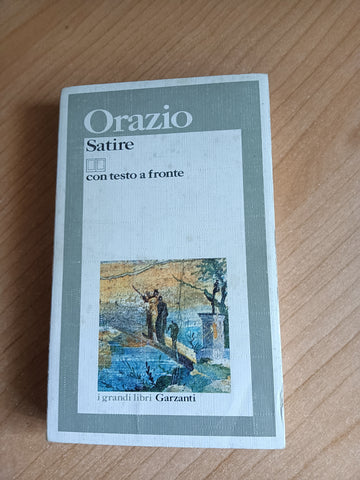 Orazio
Satire
con testo a fronte
i grandi libri Garzanti